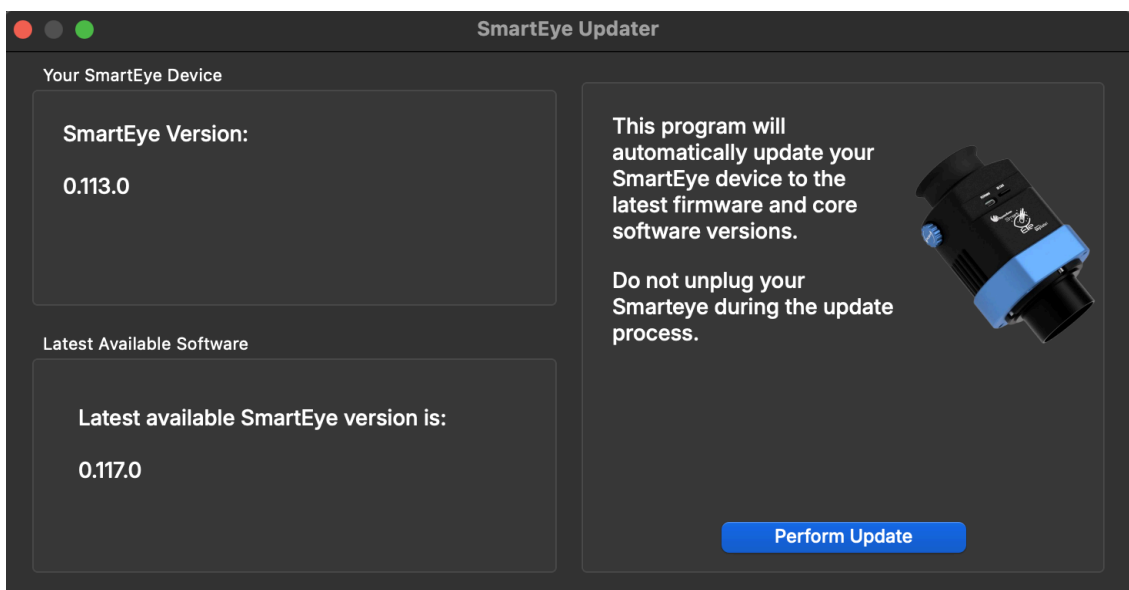 SmartEye Updater
Your SmartEye Device
SmartEye Version:
0.113.0
Latest Available Software
Latest available SmartEye version is:
0.117.0
This program will
automatically update your
SmartEye device to the
latest firmware and core
software versions.
Do not unplug your
Smarteye during the update
process.
Perform Update